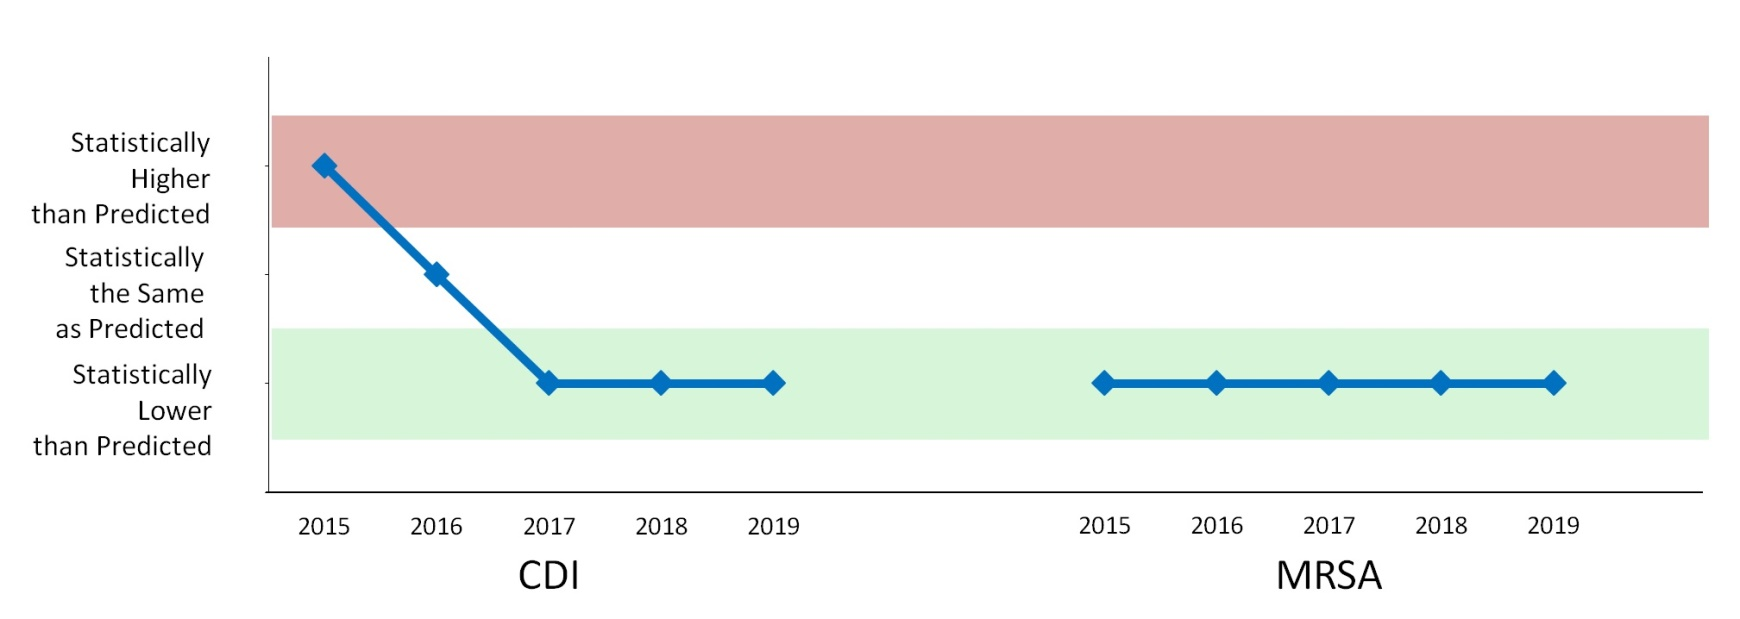 Statistically
Higher
than Predicted
Statistically
the Same
as Predicted
Statistically
Lower
than Predicted
2015 2016 2017 2018 2019 2015 2016 2017 2018 2019
CDI MRSA